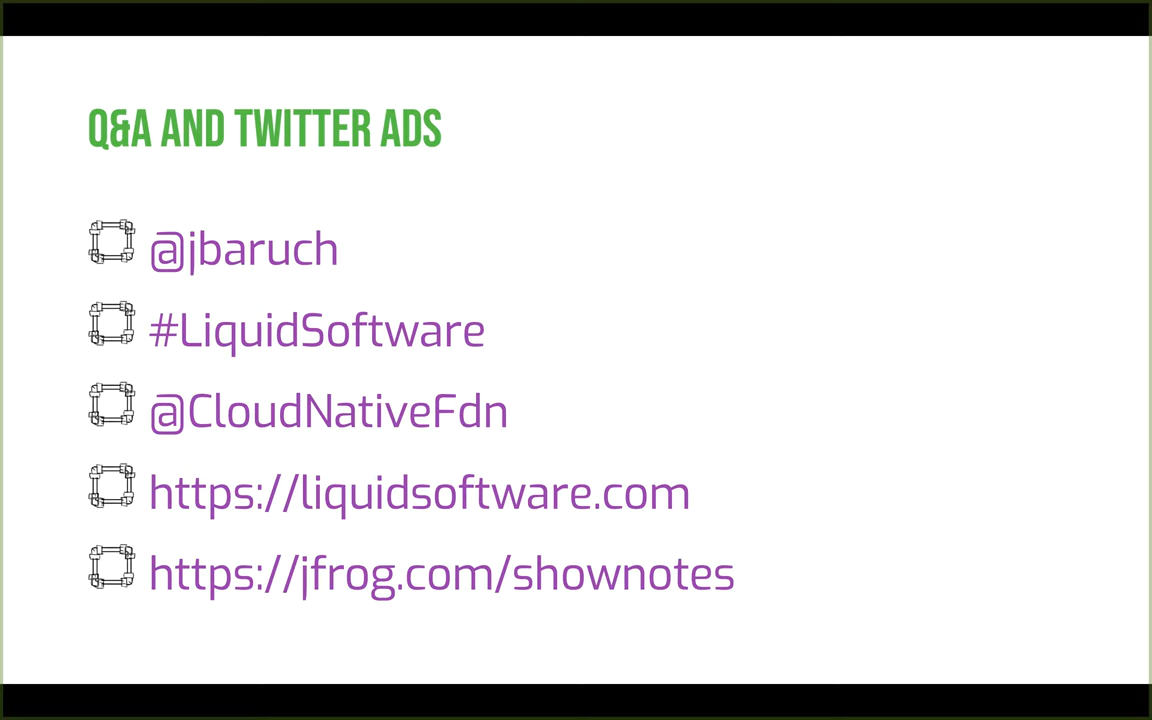 Q&A AND TWITTER ADS
@jbaruch
#LiquidSoftware
@CloudNativeFdn
https://liquidsoftware.com
https://jfrog.com/shownotes